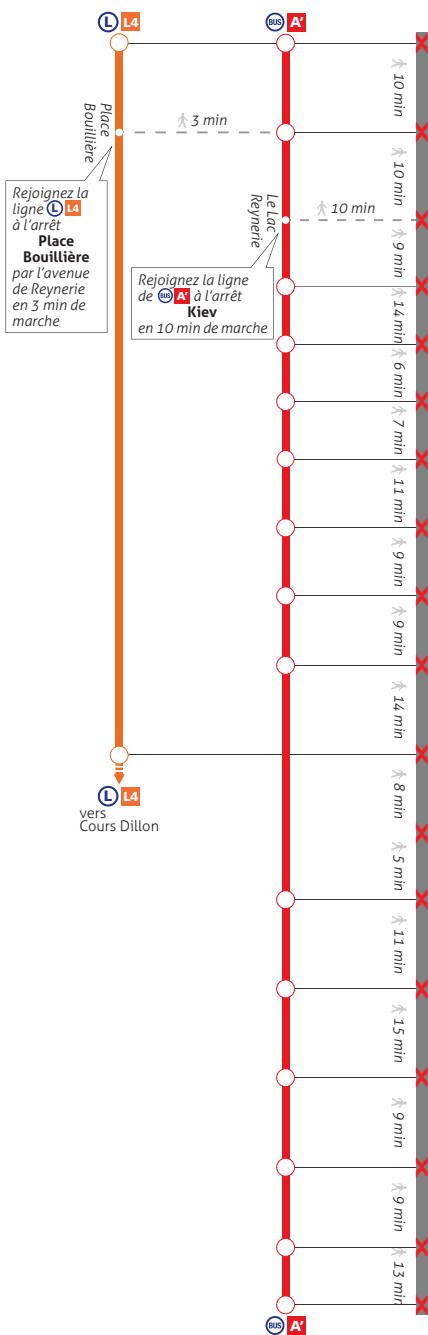 L L4
BUS A'
10 min
Place
Bouillière
3 min
10 min
Rejoignez la
ligne L L4
à l'arrêt
Place
Bouillière
par l'avenue
de Reynerie
en 3 min de
marche
Le Lac
Reynerie
10 min
9 min
Rejoignez la ligne
de BUS A' à l'arrêt
Kiev
en 10 min de marche
14 min
6 min
7 min
11 min
9 min
9 min
14 min
L L4
vers
Cours Dillon
8 min
5 min
11 min
15 min
9 min
9 min
13 min
BUS A'